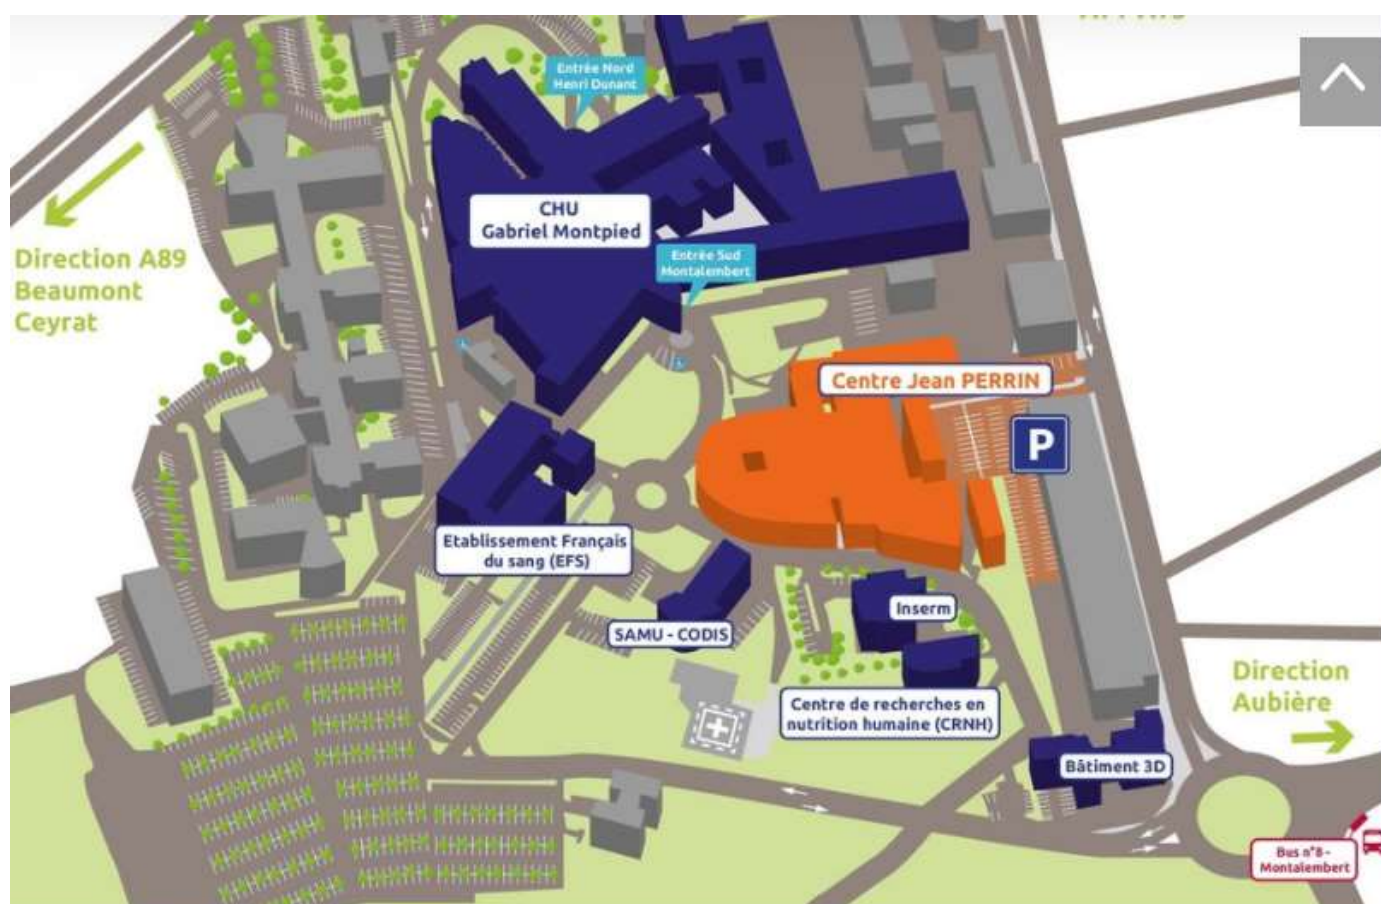 Entrée Nord
Henri Dunant
CHU
Gabriel Montpied
Entrée Sud
Montalembert
Direction A89
Beaumont
Ceyrat
Centre Jean PERRIN
P
Etablissement Français
du sang (EFS)
Inserm
SAMU - CODIS
Centre de recherches en
nutrition humaine (CRNH)
Direction
Aubière
Bâtiment 3D
Bus n°8 -
Montalembert